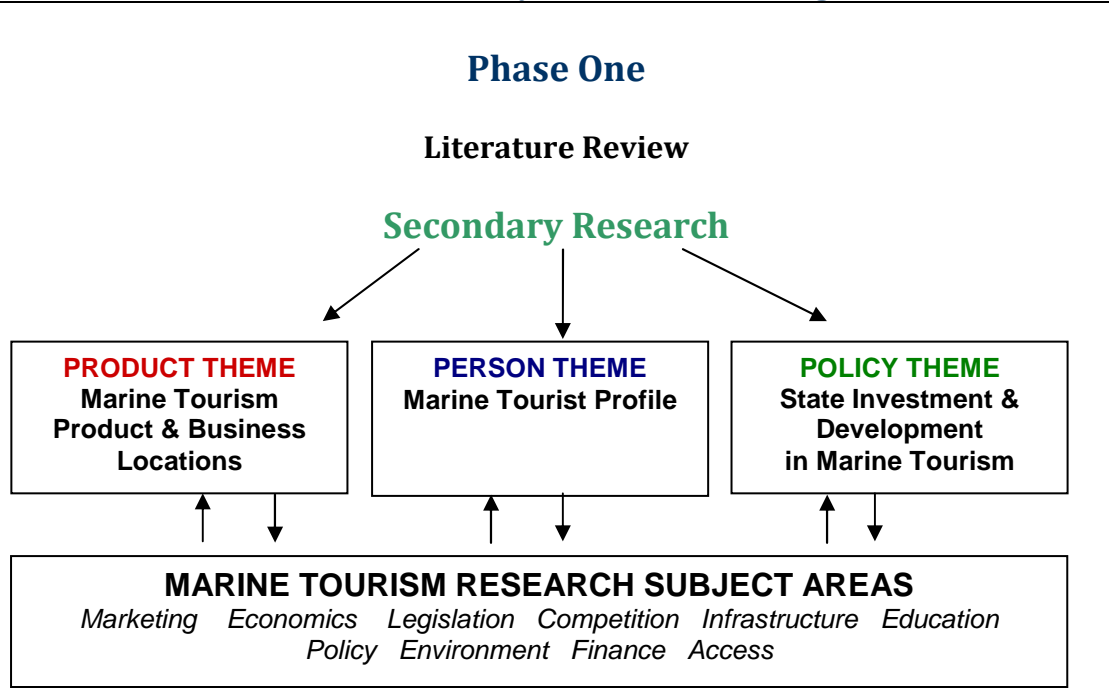 Phase One
Literature Review
Secondary Research
PRODUCT THEME
Marine Tourism
Product & Business
Locations
PERSON THEME
Marine Tourist Profile
POLICY THEME
State Investment &
Development
in Marine Tourism
MARINE TOURISM RESEARCH SUBJECT AREAS
Marketing Economics Legislation Competition Infrastructure Education
Policy Environment Finance Access